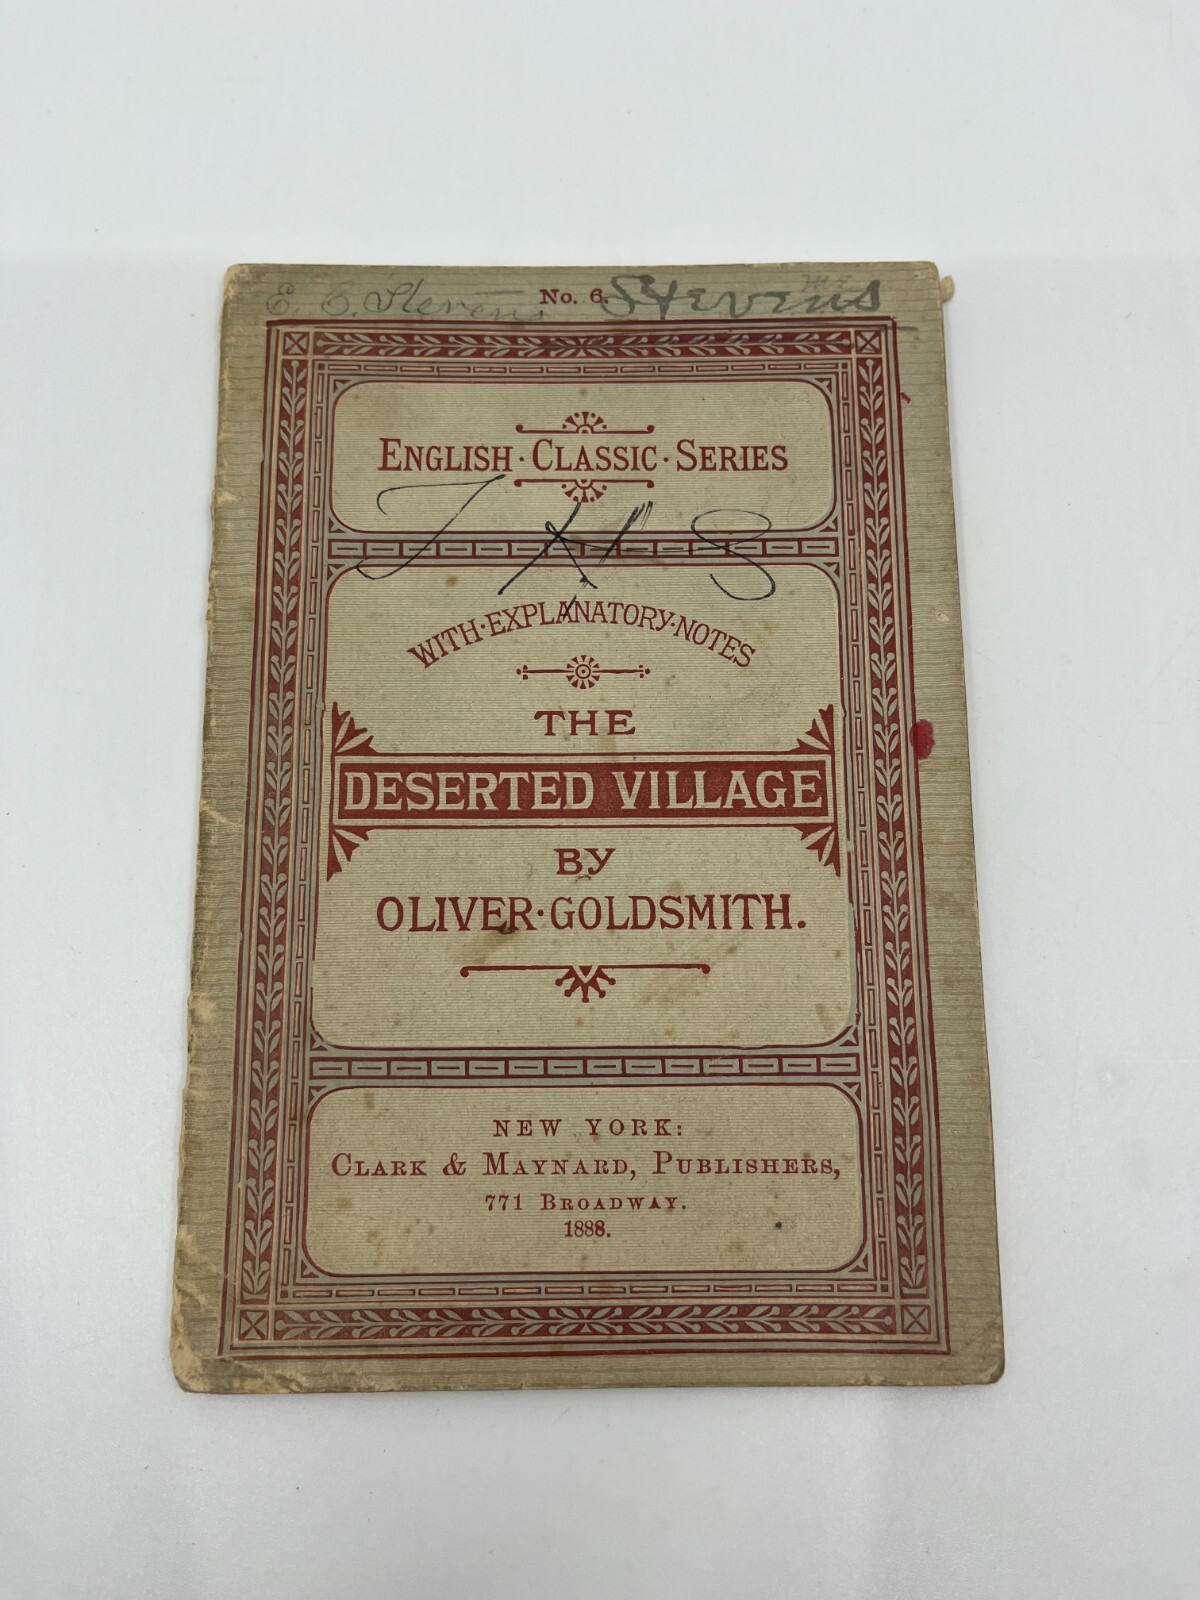 E. E. Stevens No. 6. Stevens
ENGLISH·CLASSIC·SERIES
WITH·EXPLANATORY·NOTES
THE
DESERTED VILLAGE
BY
OLIVER·GOLDSMITH.
NEW YORK:
CLARK & MAYNARD, PUBLISHERS,
771 BROADWAY.
1888.